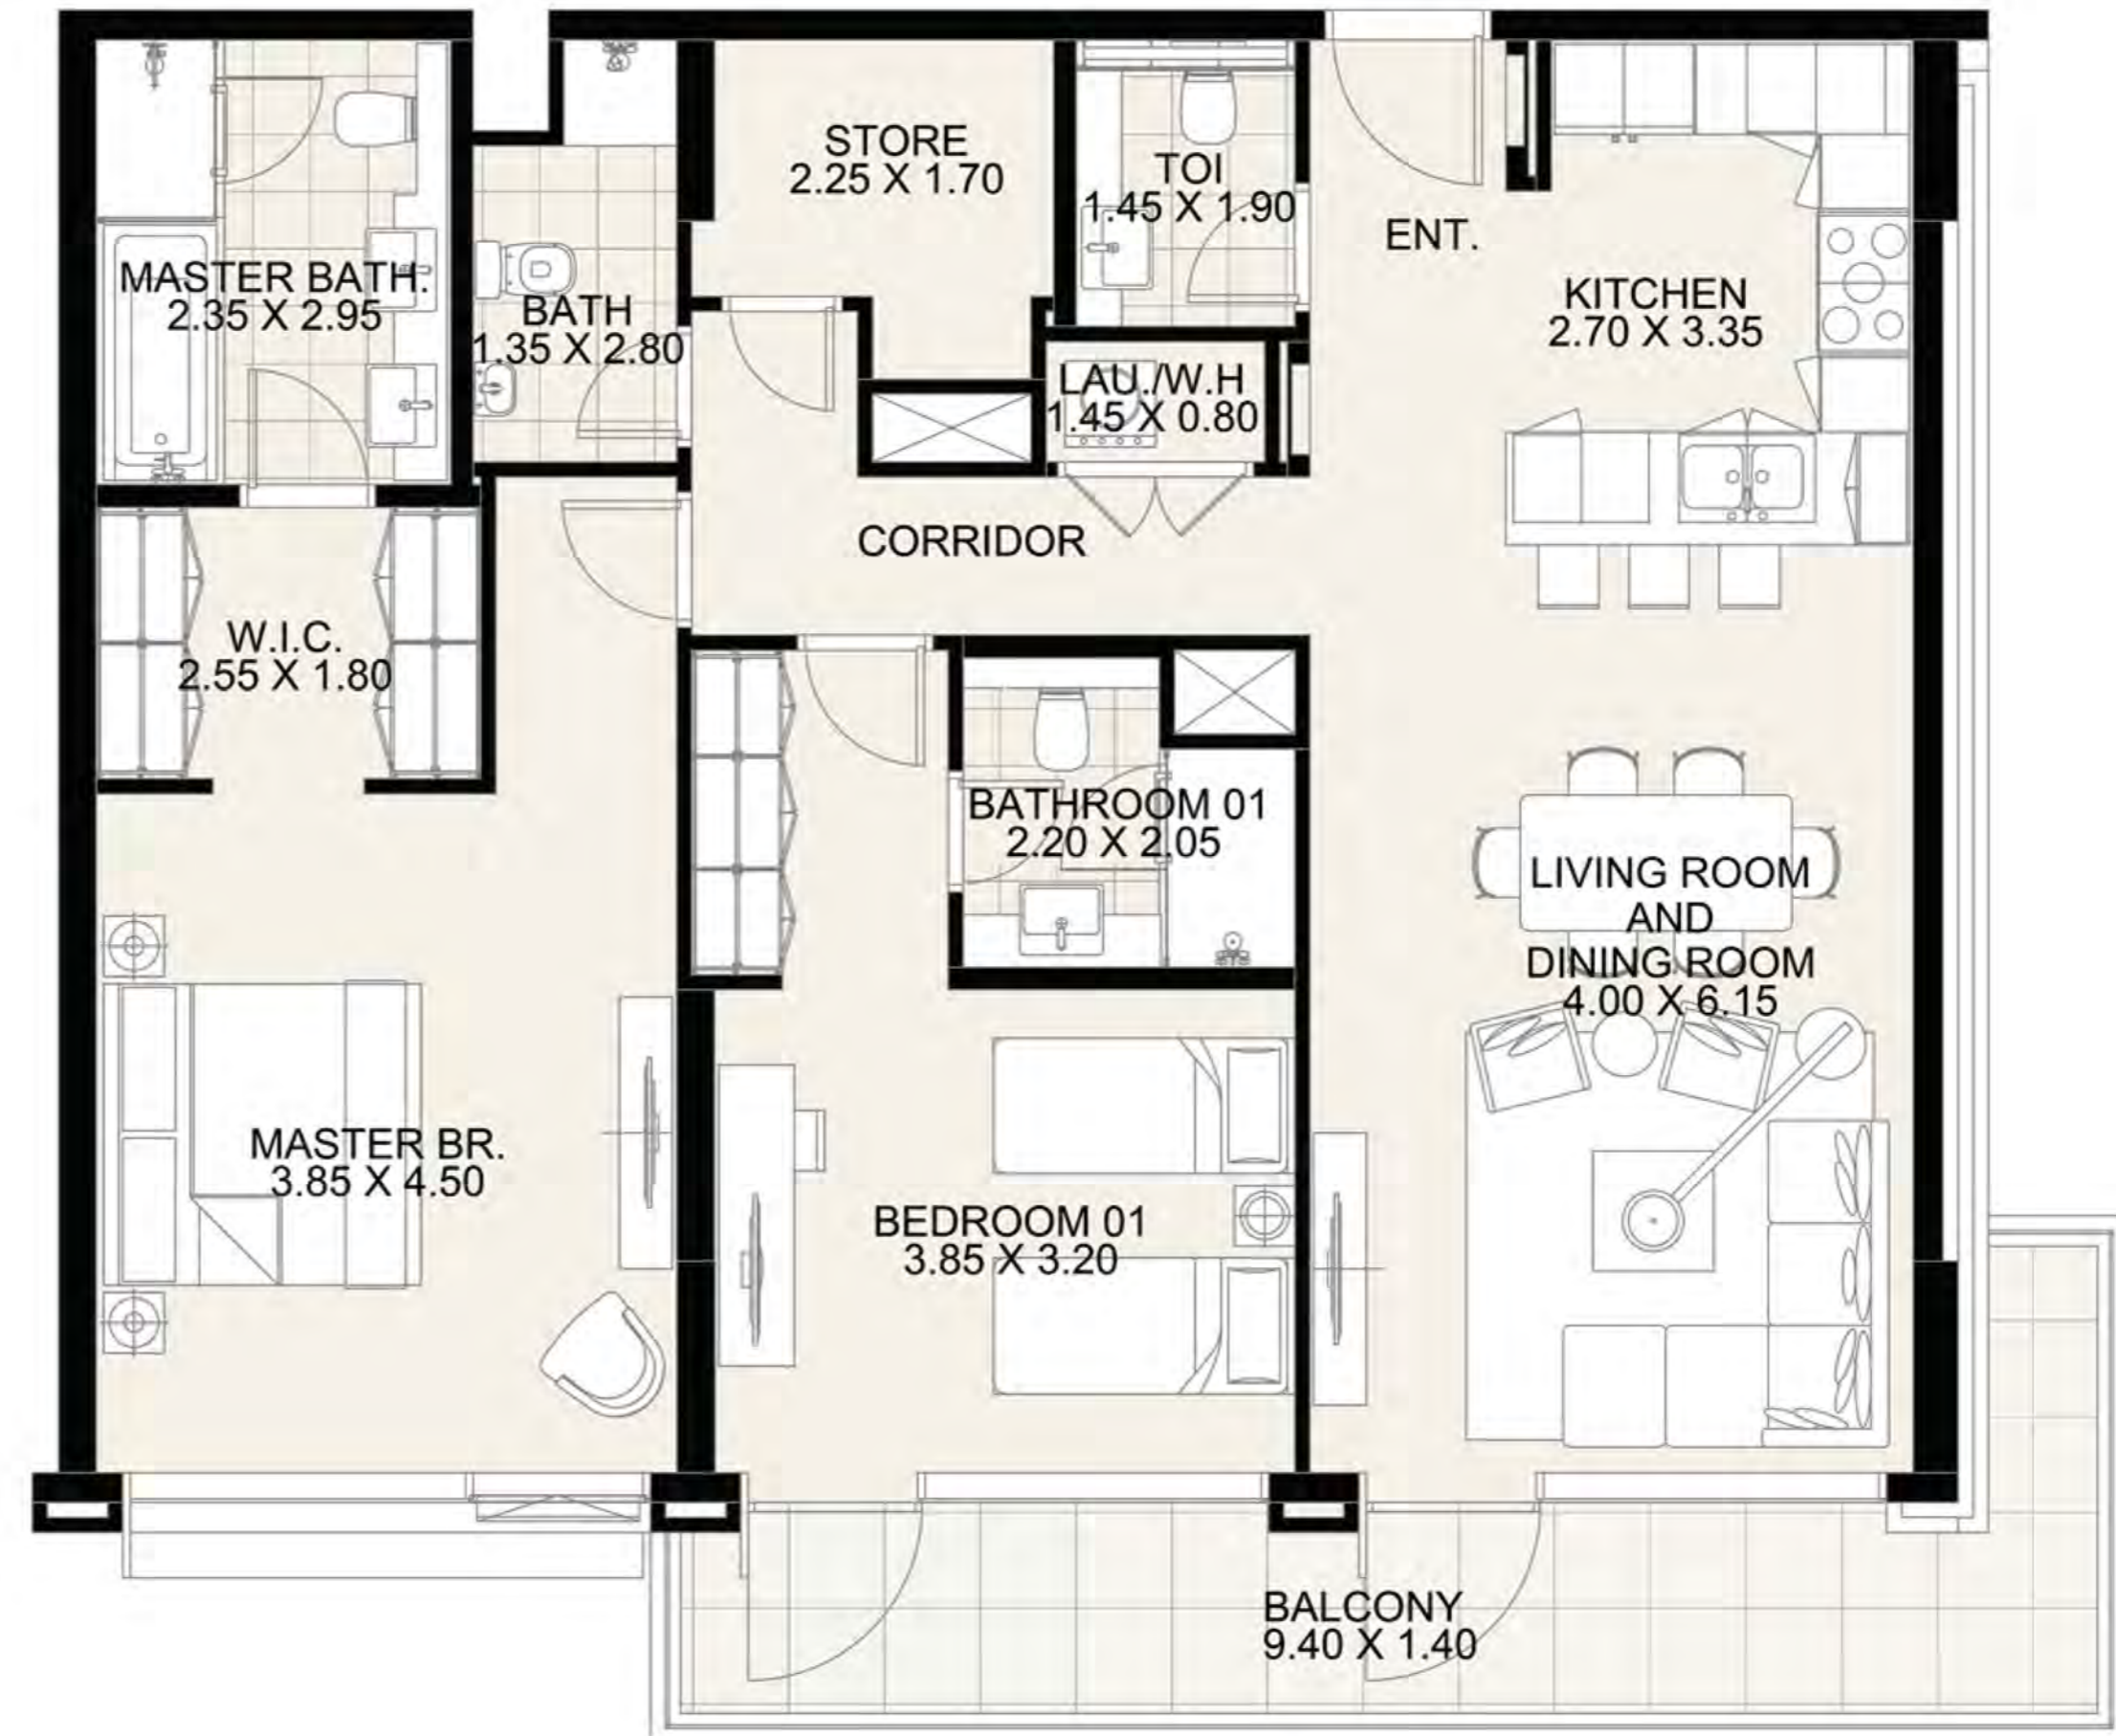 STORE
2.25 X 1.70
TOI
1.45 X 1.90
ENT.
MASTER BATH.
2.35 X 2.95
BATH
1.35 X 2.80
KITCHEN
2.70 X 3.35
LAU./W.H
1.45 X 0.80
CORRIDOR
W.I.C.
2.55 X 1.80
BATHROOM 01
2.20 X 2.05
LIVING ROOM
AND
DINING ROOM
4.00 X 6.15
MASTER BR.
3.85 X 4.50
BEDROOM 01
3.85 X 3.20
BALCONY
9.40 X 1.40